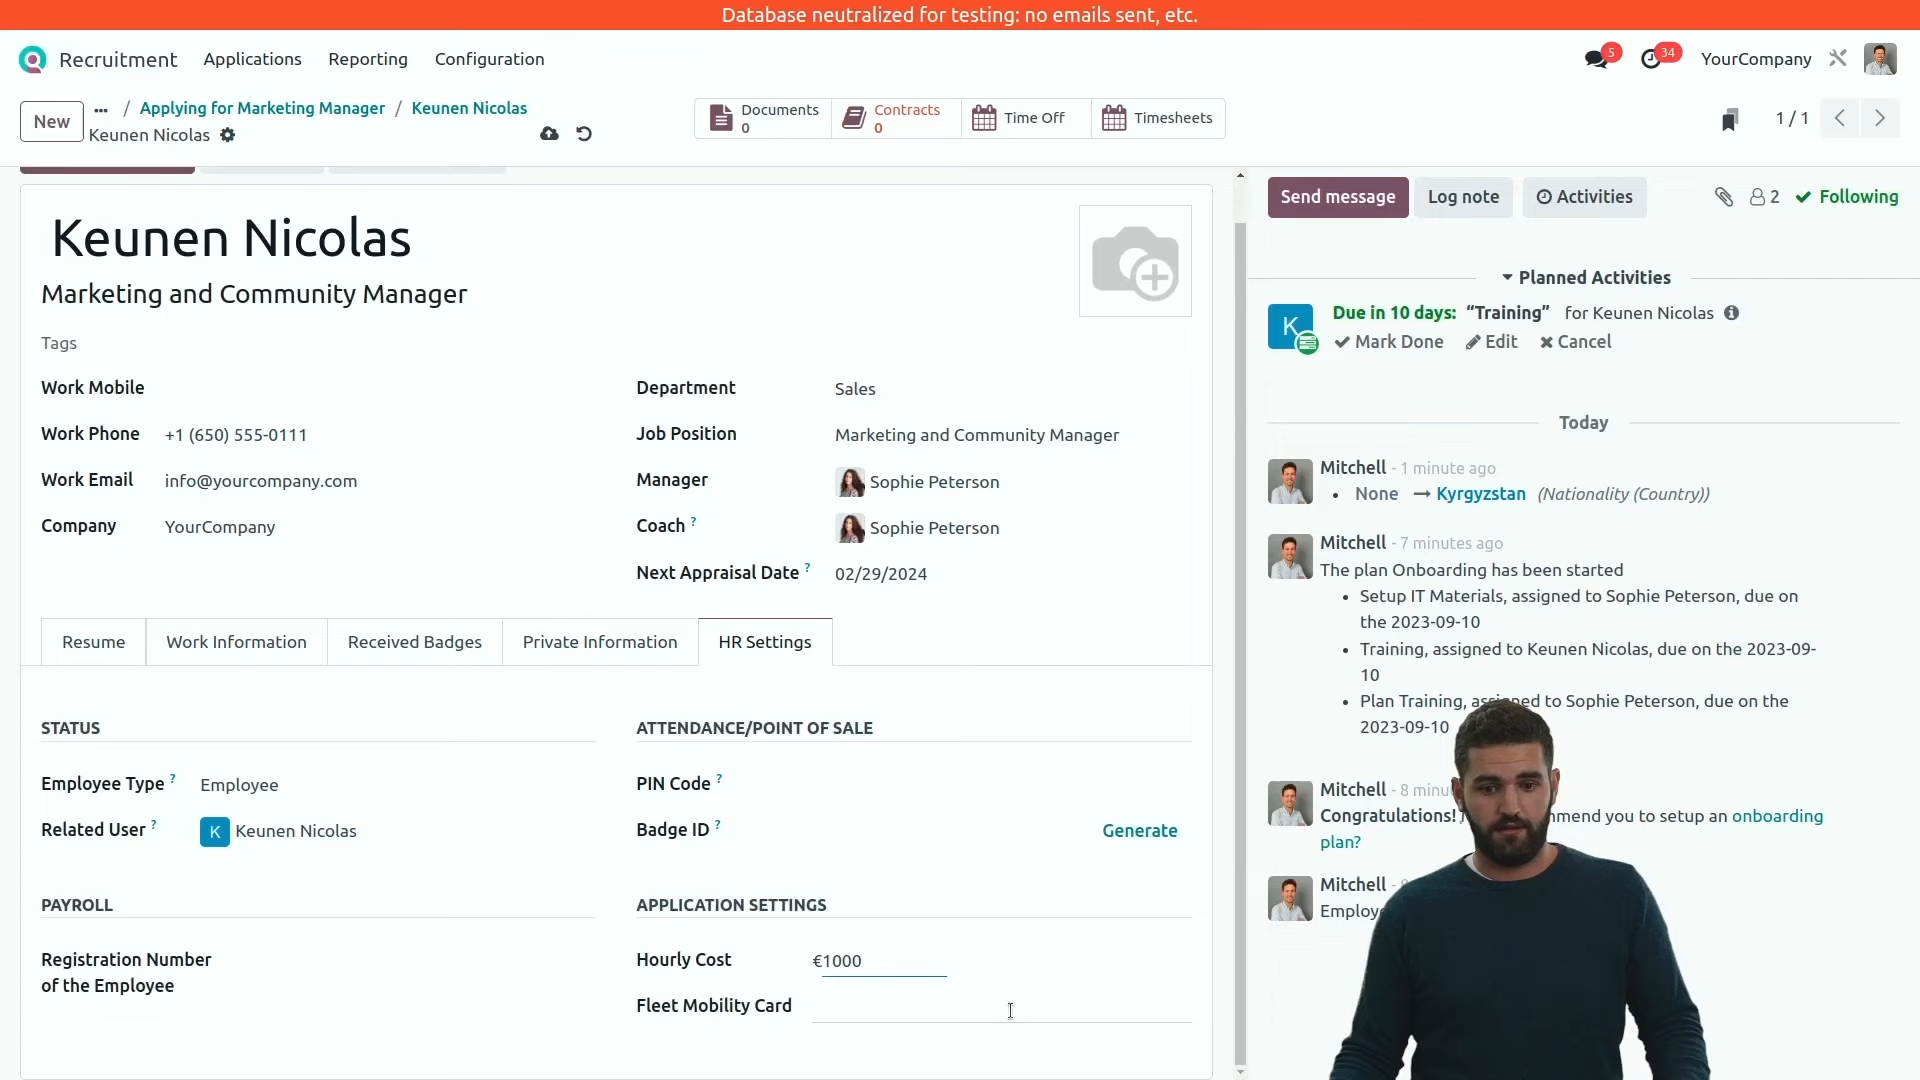 Database neutralized for testing: no emails sent, etc.
Recruitment Applications Reporting Configuration 5 34 YourCompany
New ... / Applying for Marketing Manager / Keunen Nicolas
Keunen Nicolas
Documents 0 Contracts 0 Time Off Timesheets 1 / 1
Keunen Nicolas
Marketing and Community Manager
Tags
Work Mobile
Work Phone +1 (650) 555-0111
Work Email info@yourcompany.com
Company YourCompany
Department Sales
Job Position Marketing and Community Manager
Manager Sophie Peterson
Coach ? Sophie Peterson
Next Appraisal Date ? 02/29/2024
Resume Work Information Received Badges Private Information HR Settings
STATUS
Employee Type ? Employee
Related User ? K Keunen Nicolas
ATTENDANCE/POINT OF SALE
PIN Code ?
Badge ID ? Generate
PAYROLL
Registration Number
of the Employee
APPLICATION SETTINGS
Hourly Cost €1000
Fleet Mobility Card
Send message Log note Activities 2 Following
Planned Activities
K Due in 10 days: “Training” for Keunen Nicolas
Mark Done Edit Cancel
Today
Mitchell - 1 minute ago
• None → Kyrgyzstan (Nationality (Country))
Mitchell - 7 minutes ago
The plan Onboarding has been started
• Setup IT Materials, assigned to Sophie Peterson, due on
the 2023-09-10
• Training, assigned to Keunen Nicolas, due on the 2023-09-
10
• Plan Training, assigned to Sophie Peterson, due on the
2023-09-10
Mitchell - 8
Congratulations! you to setup an onboarding
plan?
Mitchell -